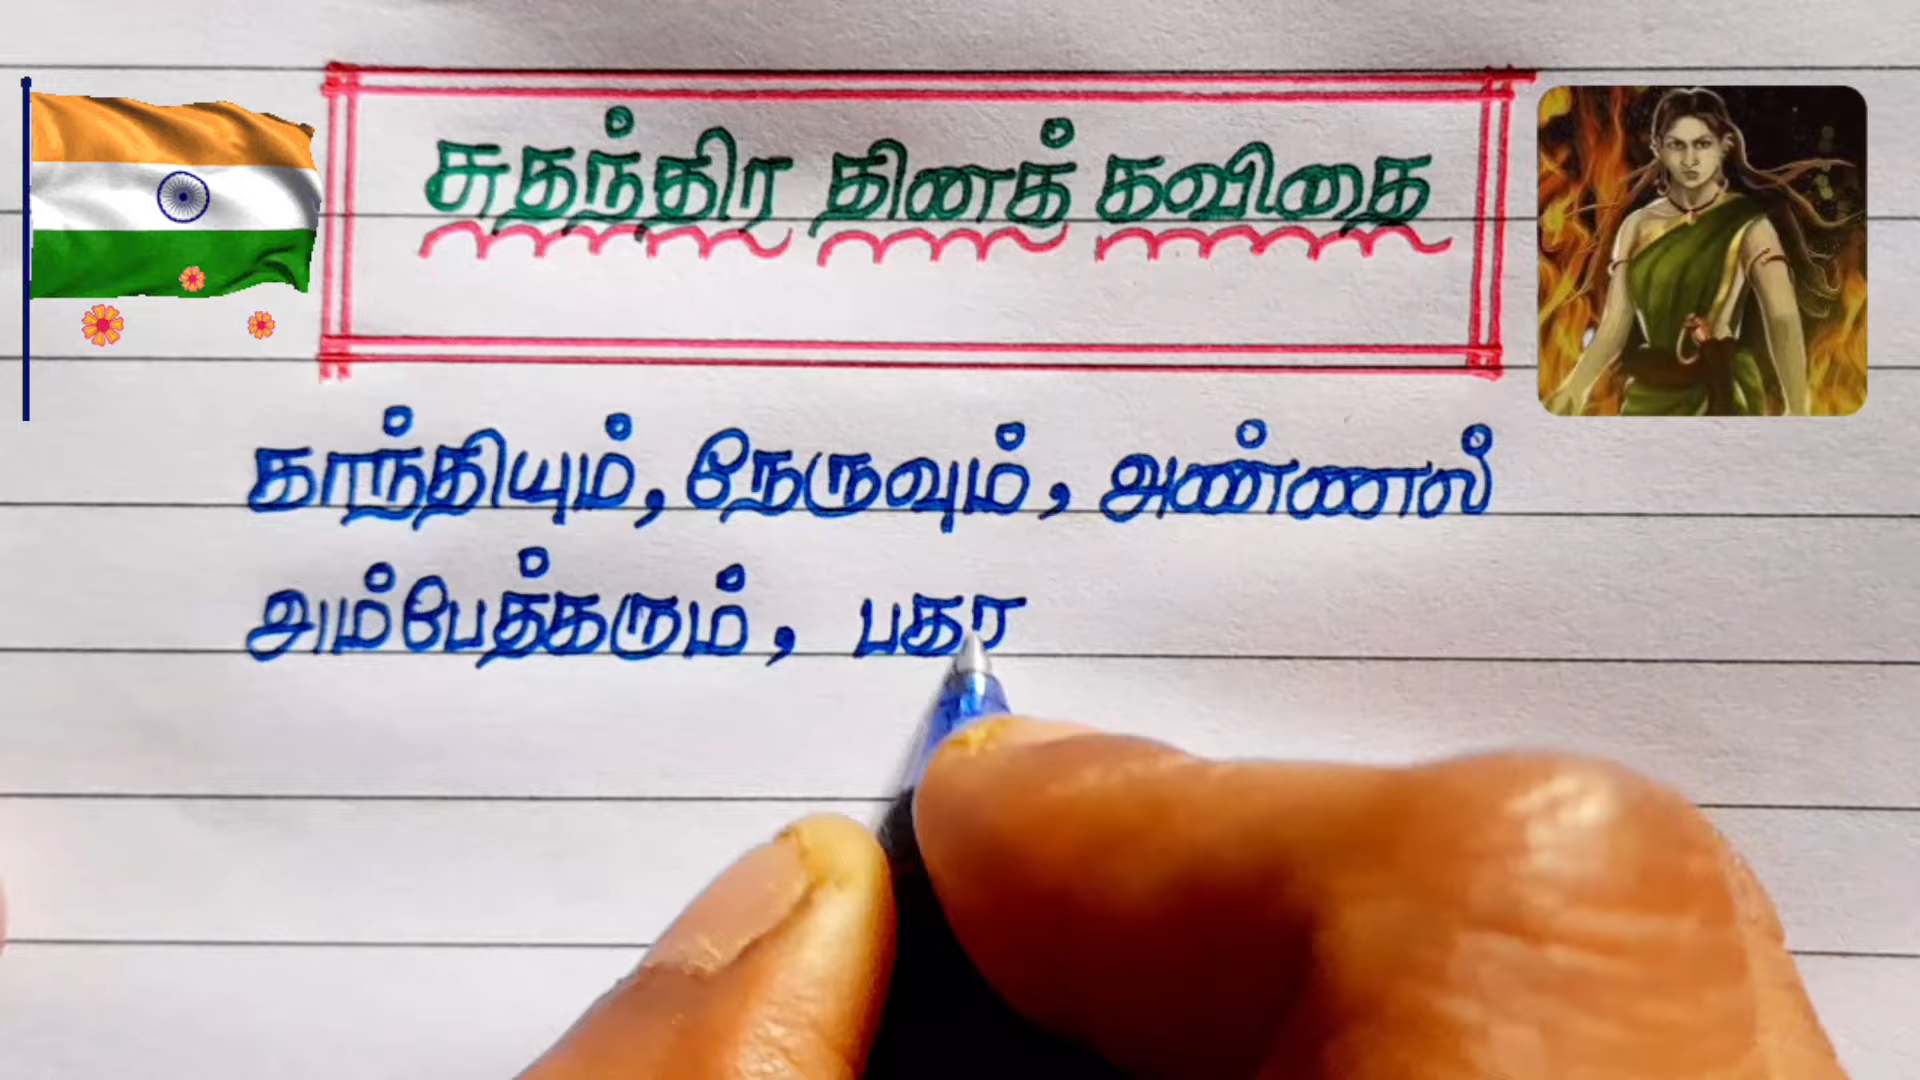 சுதந்திர தினக் கவிதை
காந்தியும், நேருவும், அண்ணல்
அம்பேத்கரும், பகர